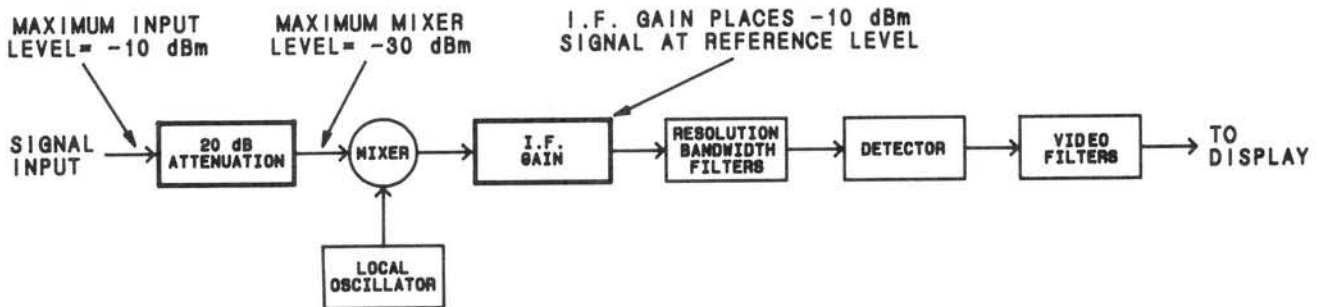 MAXIMUM INPUT
LEVEL= -10 dBm
MAXIMUM MIXER
LEVEL= -30 dBm
I.F. GAIN PLACES -10 dBm
SIGNAL AT REFERENCE LEVEL
SIGNAL
INPUT
20 dB
ATTENUATION
MIXER
I.F.
GAIN
RESOLUTION
BANDWIDTH
FILTERS
DETECTOR
VIDEO
FILTERS
TO
DISPLAY
LOCAL
OSCILLATOR